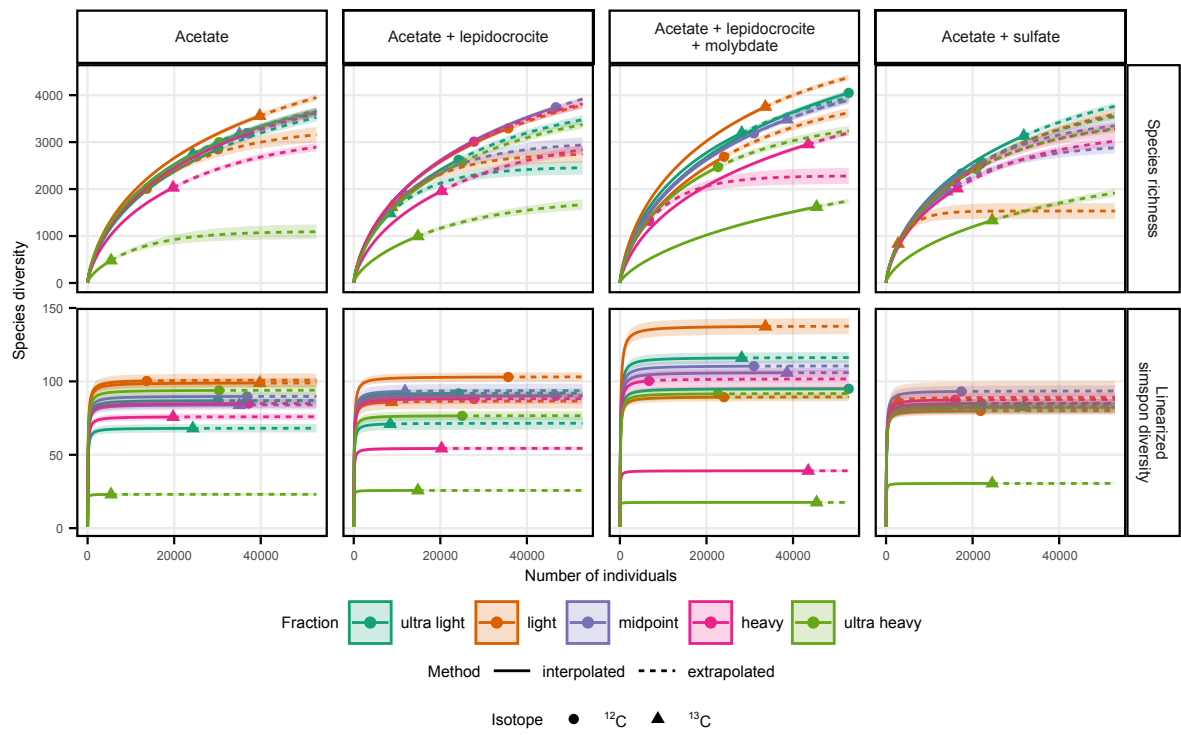 Acetate
Acetate + lepidocrocite
Acetate + lepidocrocite
+ molybdate
Acetate + sulfate
Species diversity
4000
3000
2000
1000
0
Species richness
150
100
50
0
Linearized
simspon diversity
0 20000 40000 0 20000 40000 0 20000 40000 0 20000 40000
Number of individuals
Fraction ultra light light midpoint heavy ultra heavy
Method interpolated extrapolated
Isotope ¹²C ¹³C